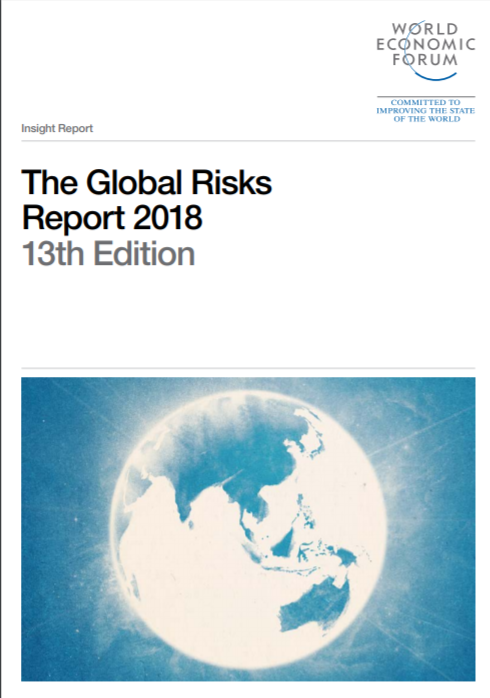 WORLD
ECONOMIC
FORUM
COMMITTED TO
IMPROVING THE STATE
OF THE WORLD
Insight Report
The Global Risks
Report 2018
13th Edition